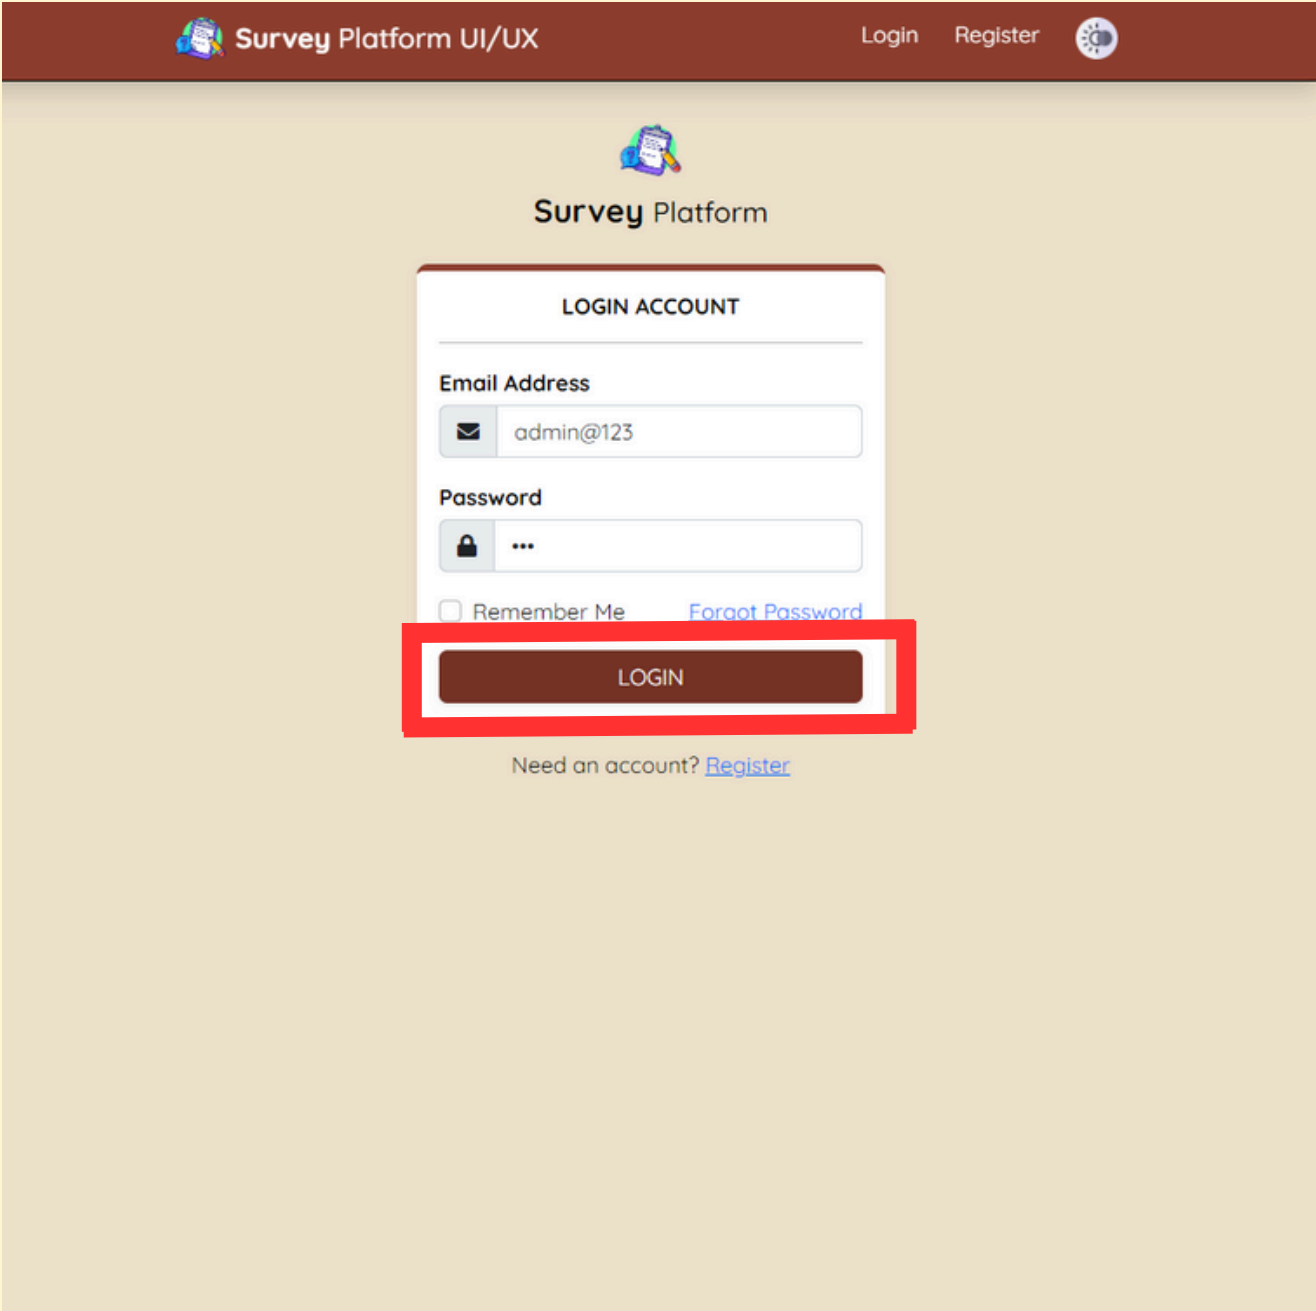 Survey Platform UI/UX
Login Register
Survey Platform
LOGIN ACCOUNT
Email Address
admin@123
Password
•••
Remember Me Forgot Password
LOGIN
Need an account? Register